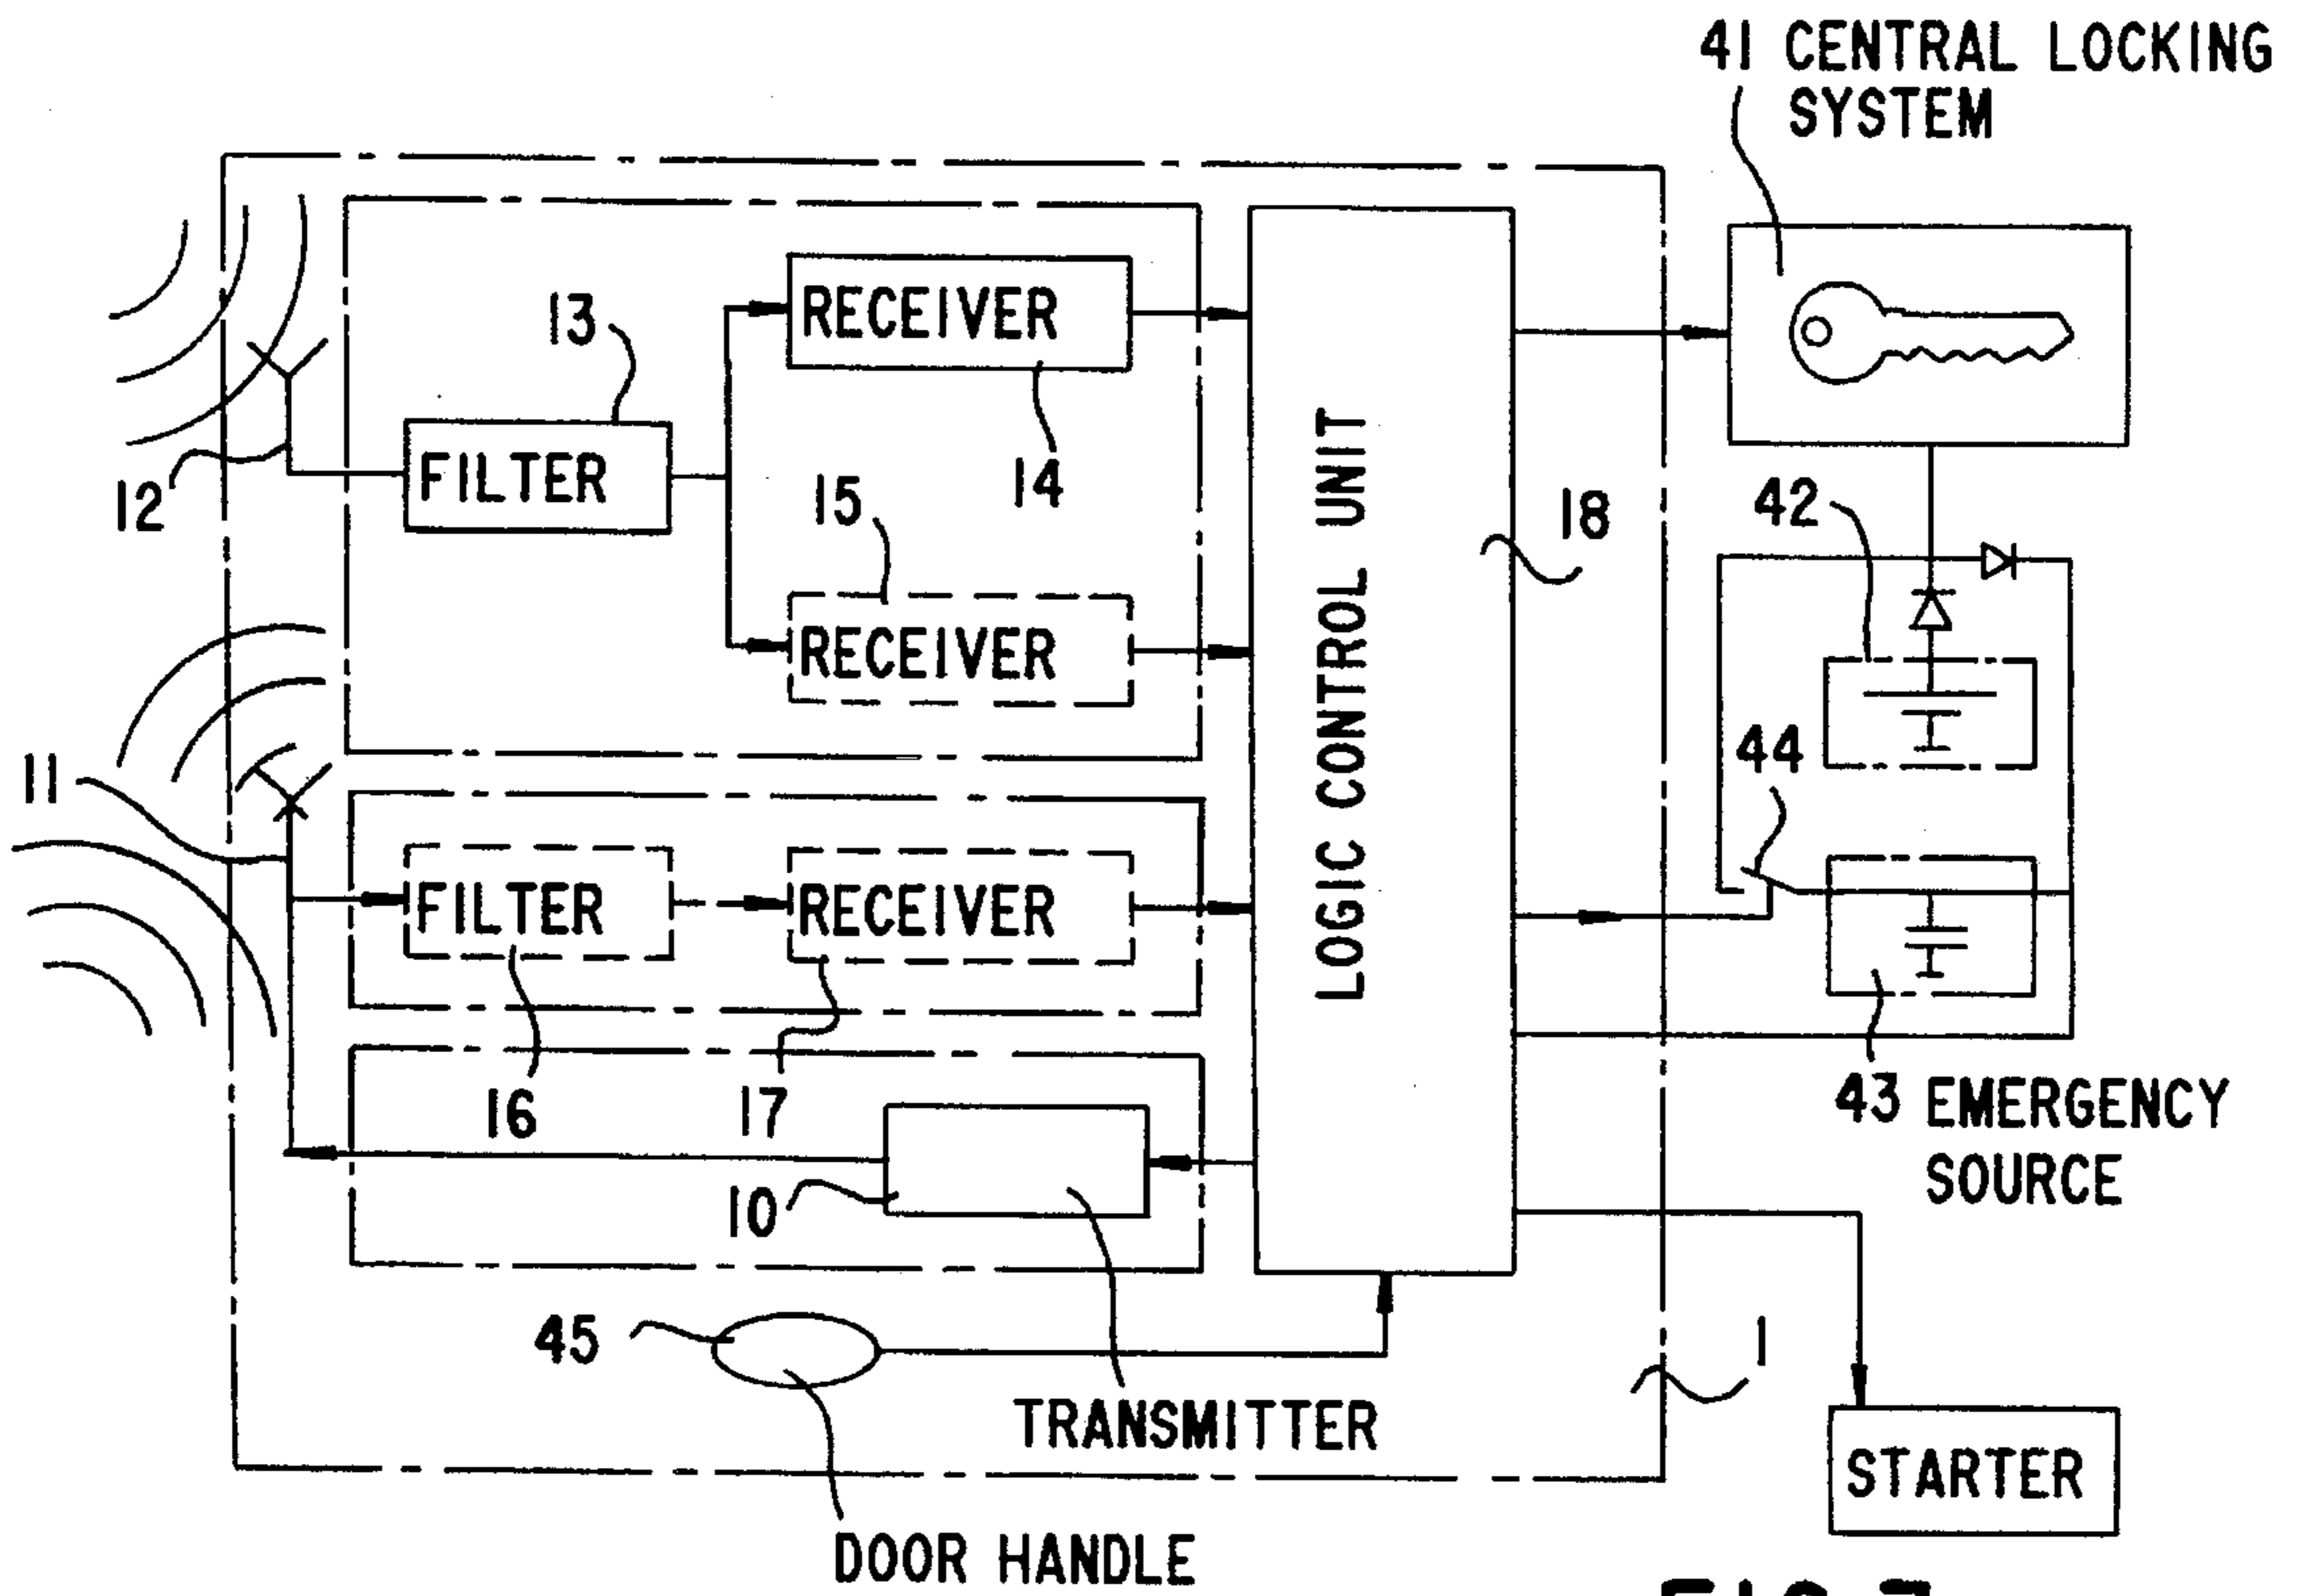 41 CENTRAL LOCKING
SYSTEM
13
RECEIVER
12
FILTER
14
15
18
42
RECEIVER
LOGIC CONTROL UNIT
11
44
FILTER
RECEIVER
16
17
43 EMERGENCY
SOURCE
10
45
1
TRANSMITTER
STARTER
DOOR HANDLE